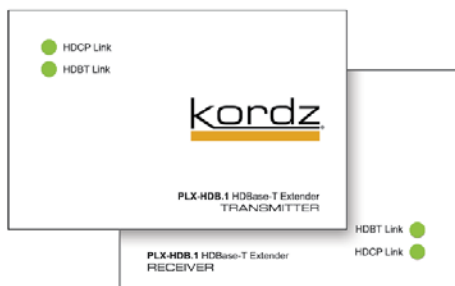 HDCP Link
HDBT Link
kordz
PLX-HDB.1 HDBase-T Extender
TRANSMITTER
HDBT Link
HDCP Link
PLX-HDB.1 HDBase-T Extender
RECEIVER